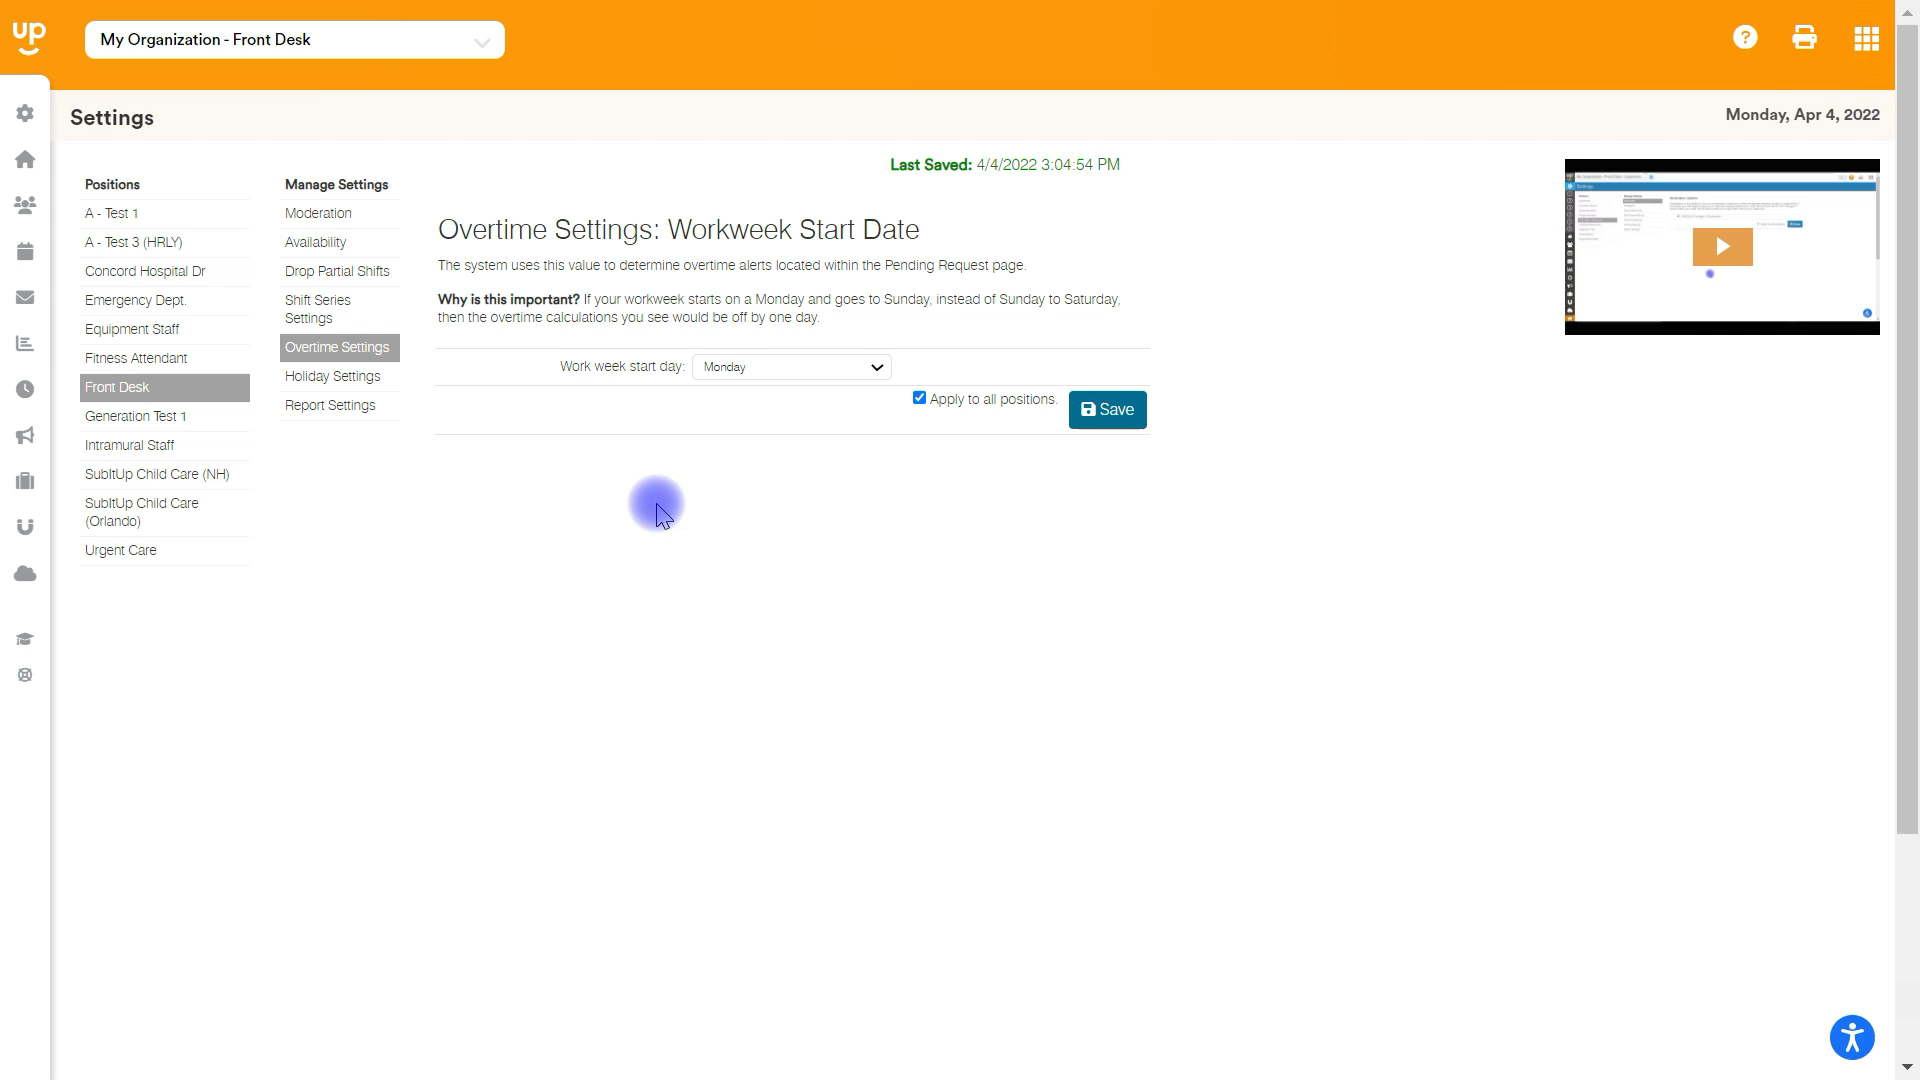 up
My Organization - Front Desk
?
Settings
Monday, Apr 4, 2022
Last Saved: 4/4/2022 3:04:54 PM
Positions
A - Test 1
A - Test 3 (HRLY)
Concord Hospital Dr
Emergency Dept.
Equipment Staff
Fitness Attendant
Front Desk
Generation Test 1
Intramural Staff
SubItUp Child Care (NH)
SubItUp Child Care
(Orlando)
Urgent Care
Manage Settings
Moderation
Availability
Drop Partial Shifts
Shift Series
Settings
Overtime Settings
Holiday Settings
Report Settings
Overtime Settings: Workweek Start Date
The system uses this value to determine overtime alerts located within the Pending Request page.
Why is this important? If your workweek starts on a Monday and goes to Sunday, instead of Sunday to Saturday,
then the overtime calculations you see would be off by one day.
Work week start day: Monday
Apply to all positions.
Save